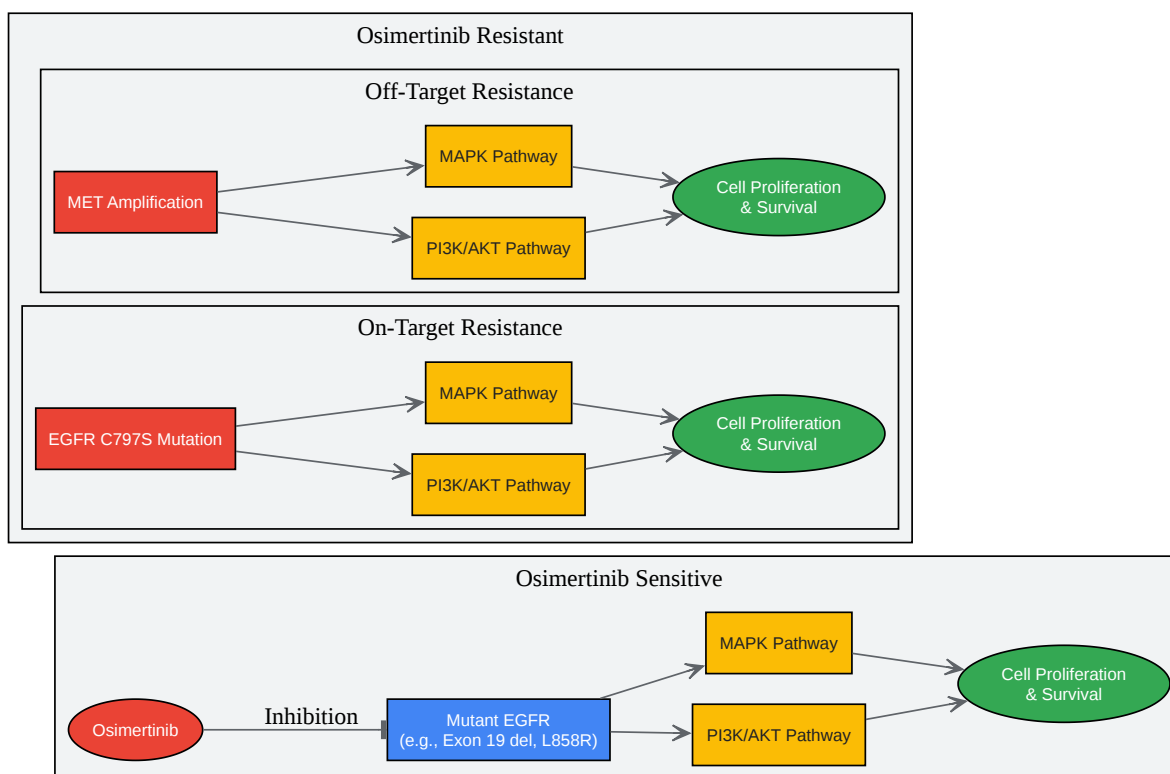 Osimertinib Resistant
Off-Target Resistance
MET Amplification
MAPK Pathway
PI3K/AKT Pathway
Cell Proliferation
& Survival
On-Target Resistance
EGFR C797S Mutation
MAPK Pathway
PI3K/AKT Pathway
Cell Proliferation
& Survival
Osimertinib Sensitive
Osimertinib
Inhibition
Mutant EGFR
(e.g., Exon 19 del, L858R)
MAPK Pathway
PI3K/AKT Pathway
Cell Proliferation
& Survival